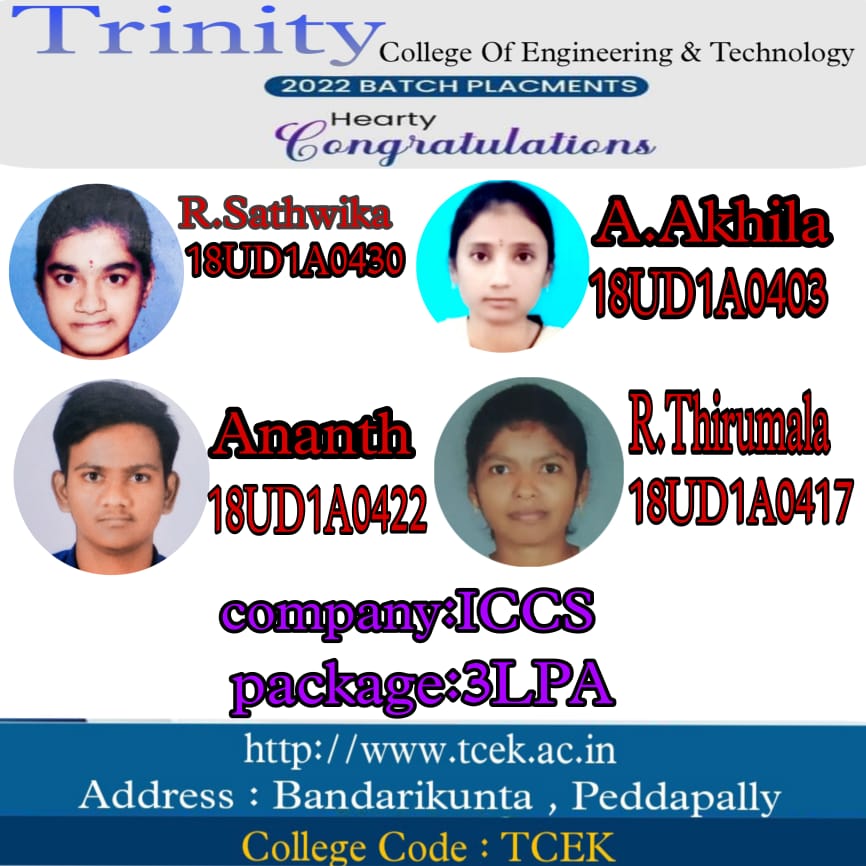 Trinity College Of Engineering & Technology
2022 BATCH PLACMENTS
Hearty
Congratulations
R.Sathwika
18UD1A0430
A.Akhila
18UD1A0403
Ananth
18UD1A0422
R.Thirumala
18UD1A0417
company:ICCS
package:3LPA
http://www.tcek.ac.in
Address : Bandarikunta , Peddapally
College Code : TCEK